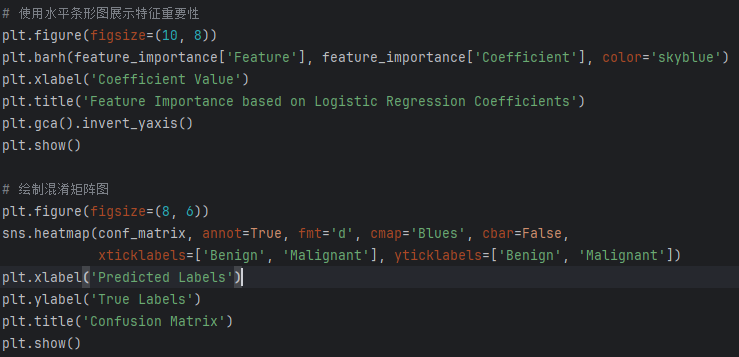 # 使用水平条形图展示特征重要性
plt.figure(figsize=(10, 8))
plt.barh(feature_importance['Feature'], feature_importance['Coefficient'], color='skyblue')
plt.xlabel('Coefficient Value')
plt.title('Feature Importance based on Logistic Regression Coefficients')
plt.gca().invert_yaxis()
plt.show()

# 绘制混淆矩阵图
plt.figure(figsize=(8, 6))
sns.heatmap(conf_matrix, annot=True, fmt='d', cmap='Blues', cbar=False,
            xticklabels=['Benign', 'Malignant'], yticklabels=['Benign', 'Malignant'])
plt.xlabel('Predicted Labels')
plt.ylabel('True Labels')
plt.title('Confusion Matrix')
plt.show()